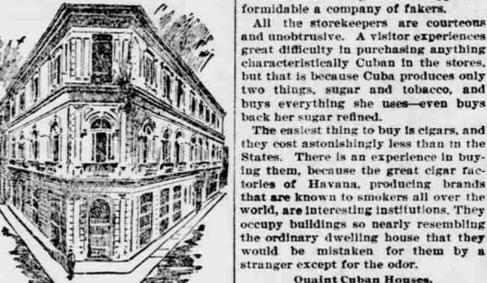 formidable a company of fakers.
All the storekeepers are courteous
and unobtrusive. A visitor experiences
great difficulty in purchasing anything
characteristically Cuban in the stores,
but that is because Cuba produces only
two things, sugar and tobacco, and
buys everything she uses—even buys
back her sugar refined.
The easiest thing to buy is cigars, and
they cost astonishingly less than in the
States. There is an experience in buy-
ing them, because the great cigar fac-
tories of Havana, producing brands
that are known to smokers all over the
world, are interesting institutions. They
occupy buildings so nearly resembling
the ordinary dwelling house that they
would be mistaken for them by a
stranger except for the odor.
Quaint Cuban Houses.